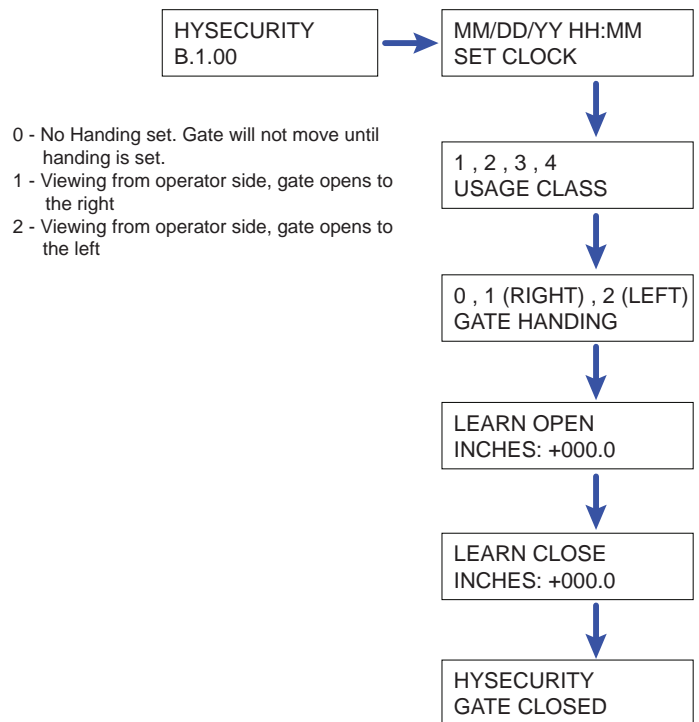 HYSECURITY
B.1.00
MM/DD/YY HH:MM
SET CLOCK
0 - No Handing set. Gate will not move until
handing is set.
1 - Viewing from operator side, gate opens to
the right
2 - Viewing from operator side, gate opens to
the left
1 , 2 , 3 , 4
USAGE CLASS
0 , 1 (RIGHT) , 2 (LEFT)
GATE HANDING
LEARN OPEN
INCHES: +000.0
LEARN CLOSE
INCHES: +000.0
HYSECURITY
GATE CLOSED